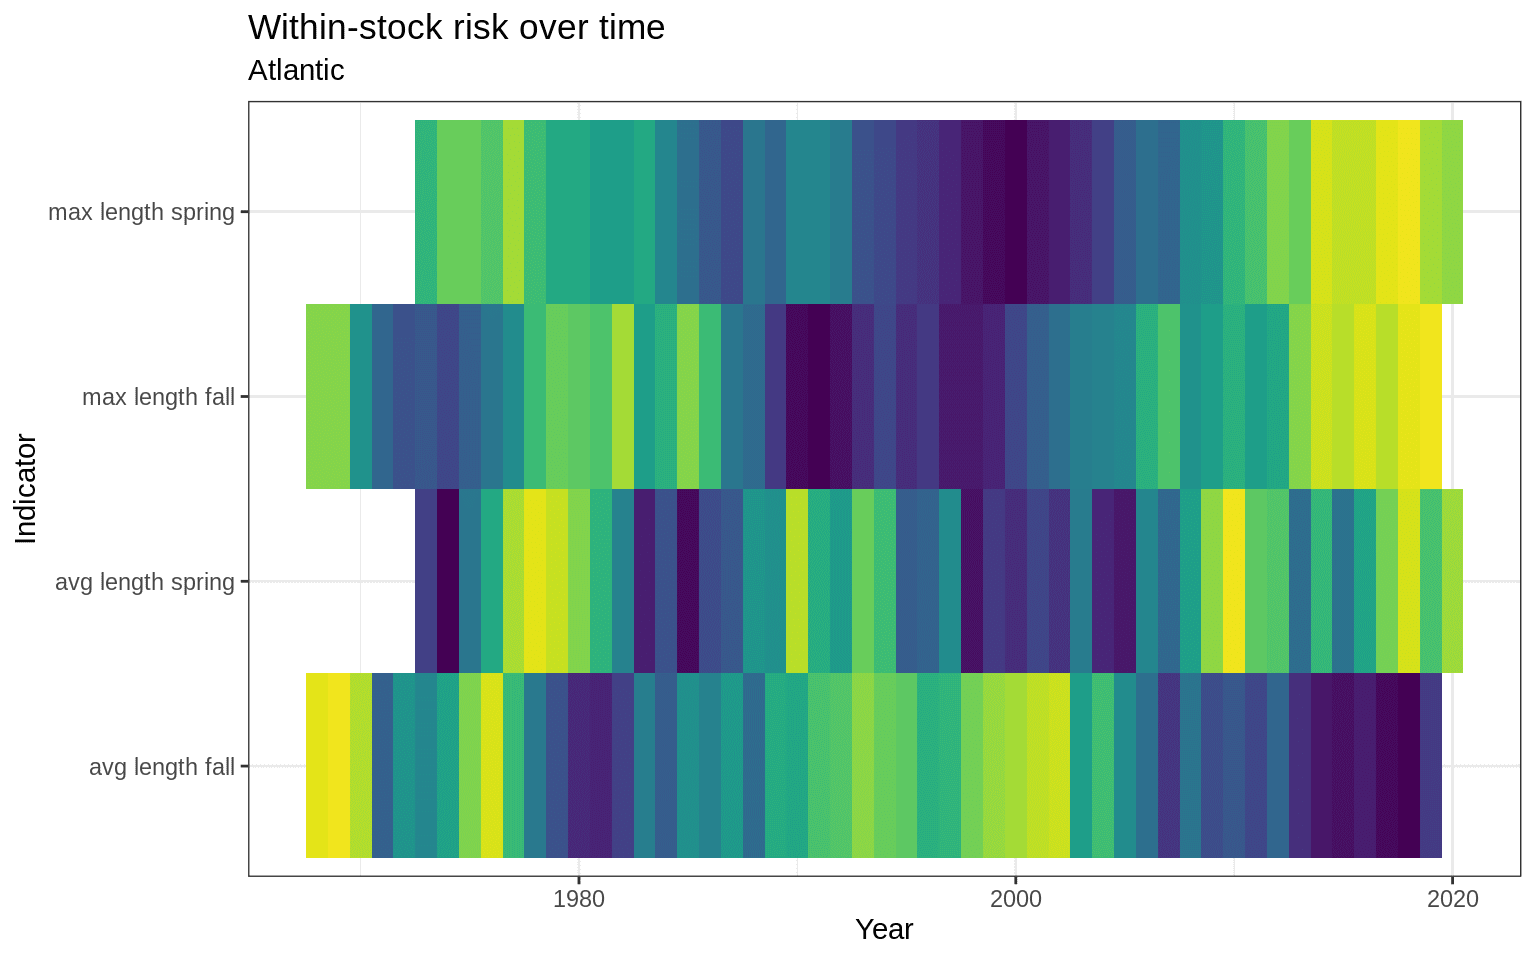 Within-stock risk over time
Atlantic
max length spring
max length fall
avg length spring
avg length fall
Indicator
1980
2000
2020
Year